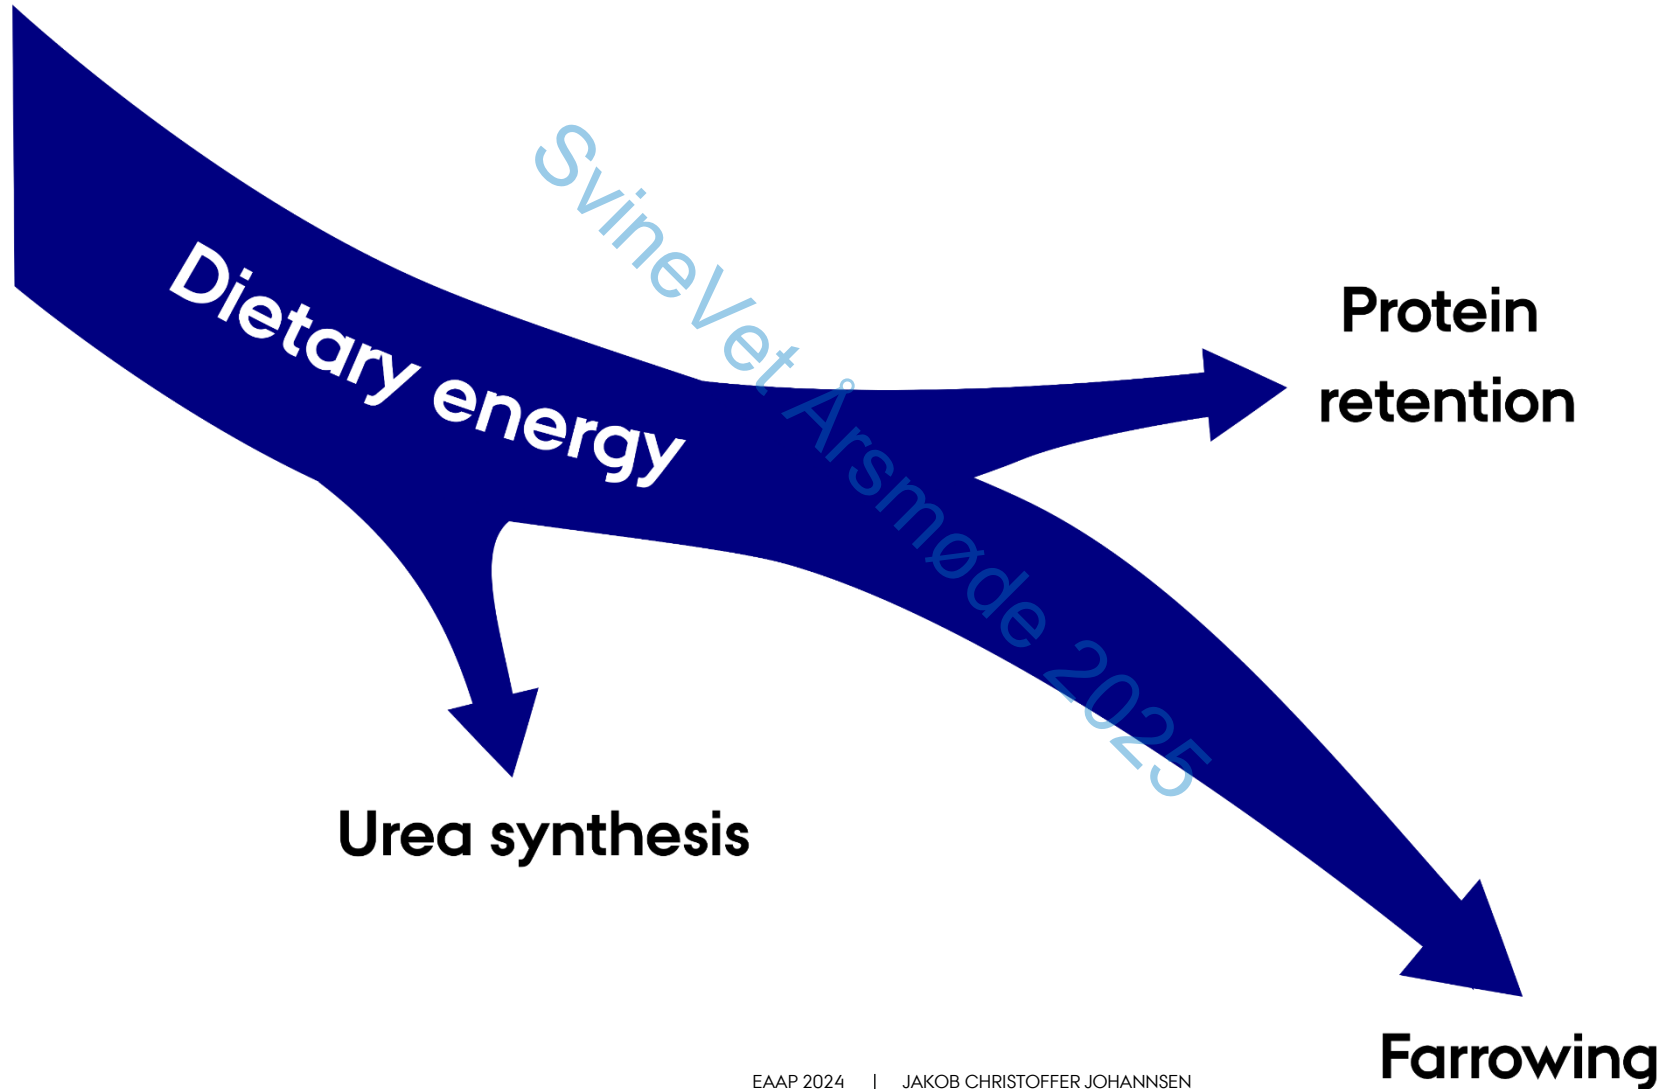 Dietary energy
SvineVet Årsmøde 2025
Protein
retention
Urea synthesis
Farrowing
EAAP 2024 | JAKOB CHRISTOFFER JOHANNSEN